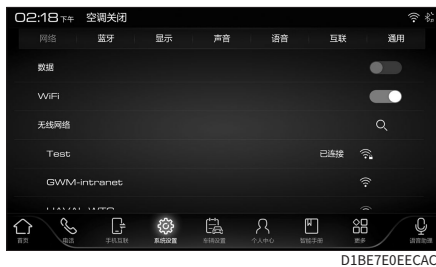 02:18 下午 空调关闭
网络 蓝牙 显示 声音 语音 互联 通用
数据
WiFi
无线网络
Test 已连接
GWM-intranet
首页 电话 手机互联 系统设置 车辆设置 个人中心 智能手册 更多 语音助理
D1BE7E0EECAC